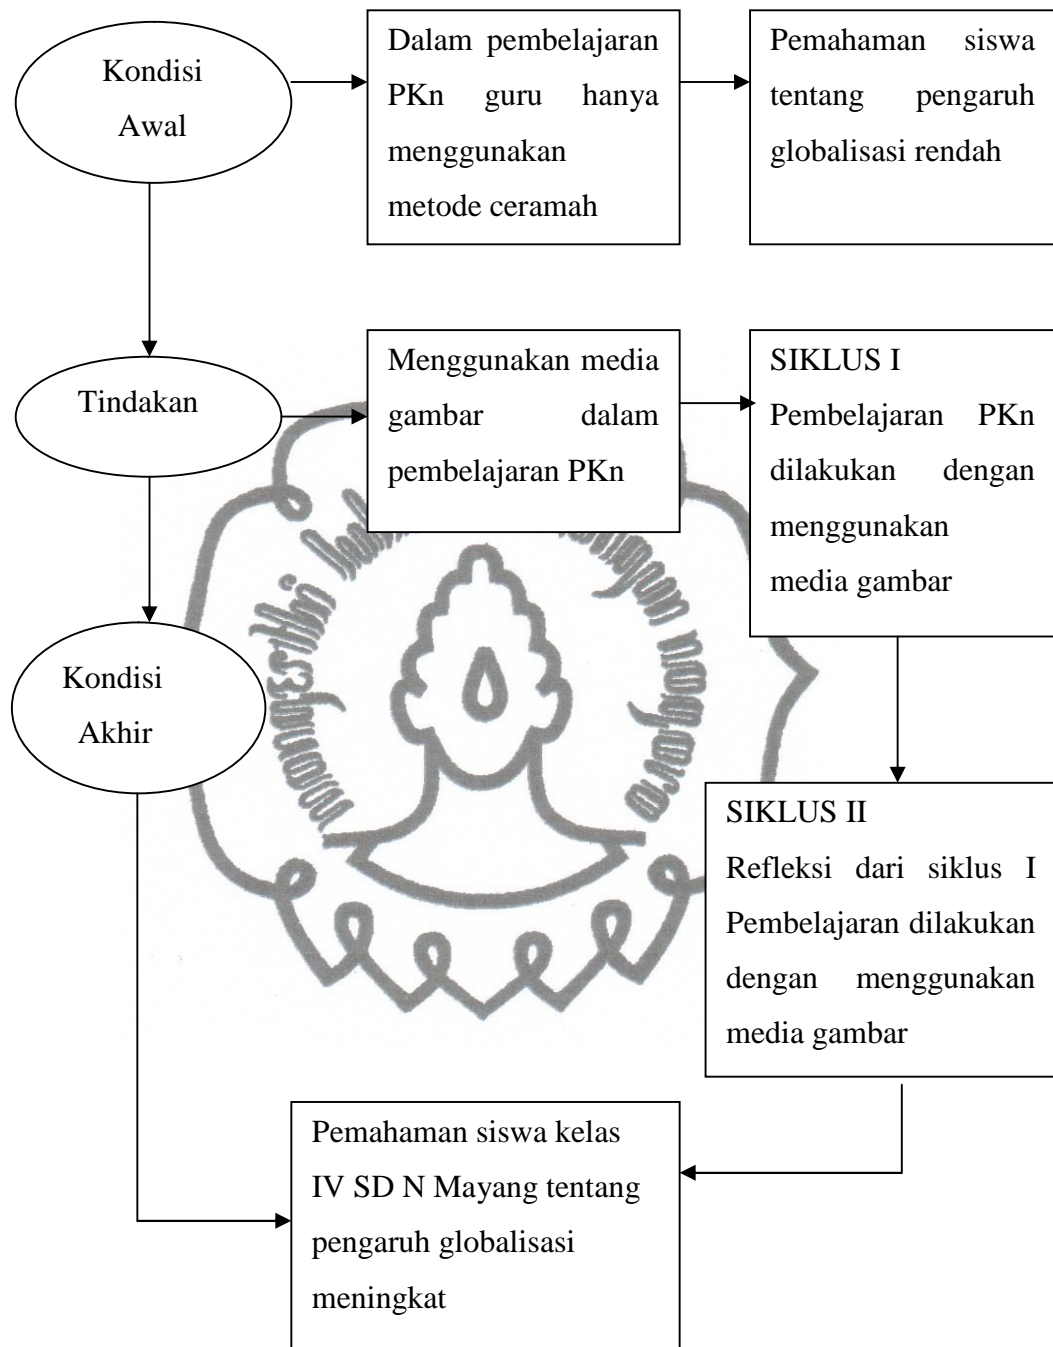 Kondisi
Awal
Dalam pembelajaran
PKn guru hanya
menggunakan
metode ceramah
Pemahaman siswa
tentang pengaruh
globalisasi rendah
Tindakan
Menggunakan media
gambar dalam
pembelajaran PKn
SIKLUS I
Pembelajaran PKn
dilakukan dengan
menggunakan
media gambar
Kondisi
Akhir
SIKLUS II
Refleksi dari siklus I
Pembelajaran dilakukan
dengan menggunakan
media gambar
Pemahaman siswa kelas
IV SD N Mayang tentang
pengaruh globalisasi
meningkat